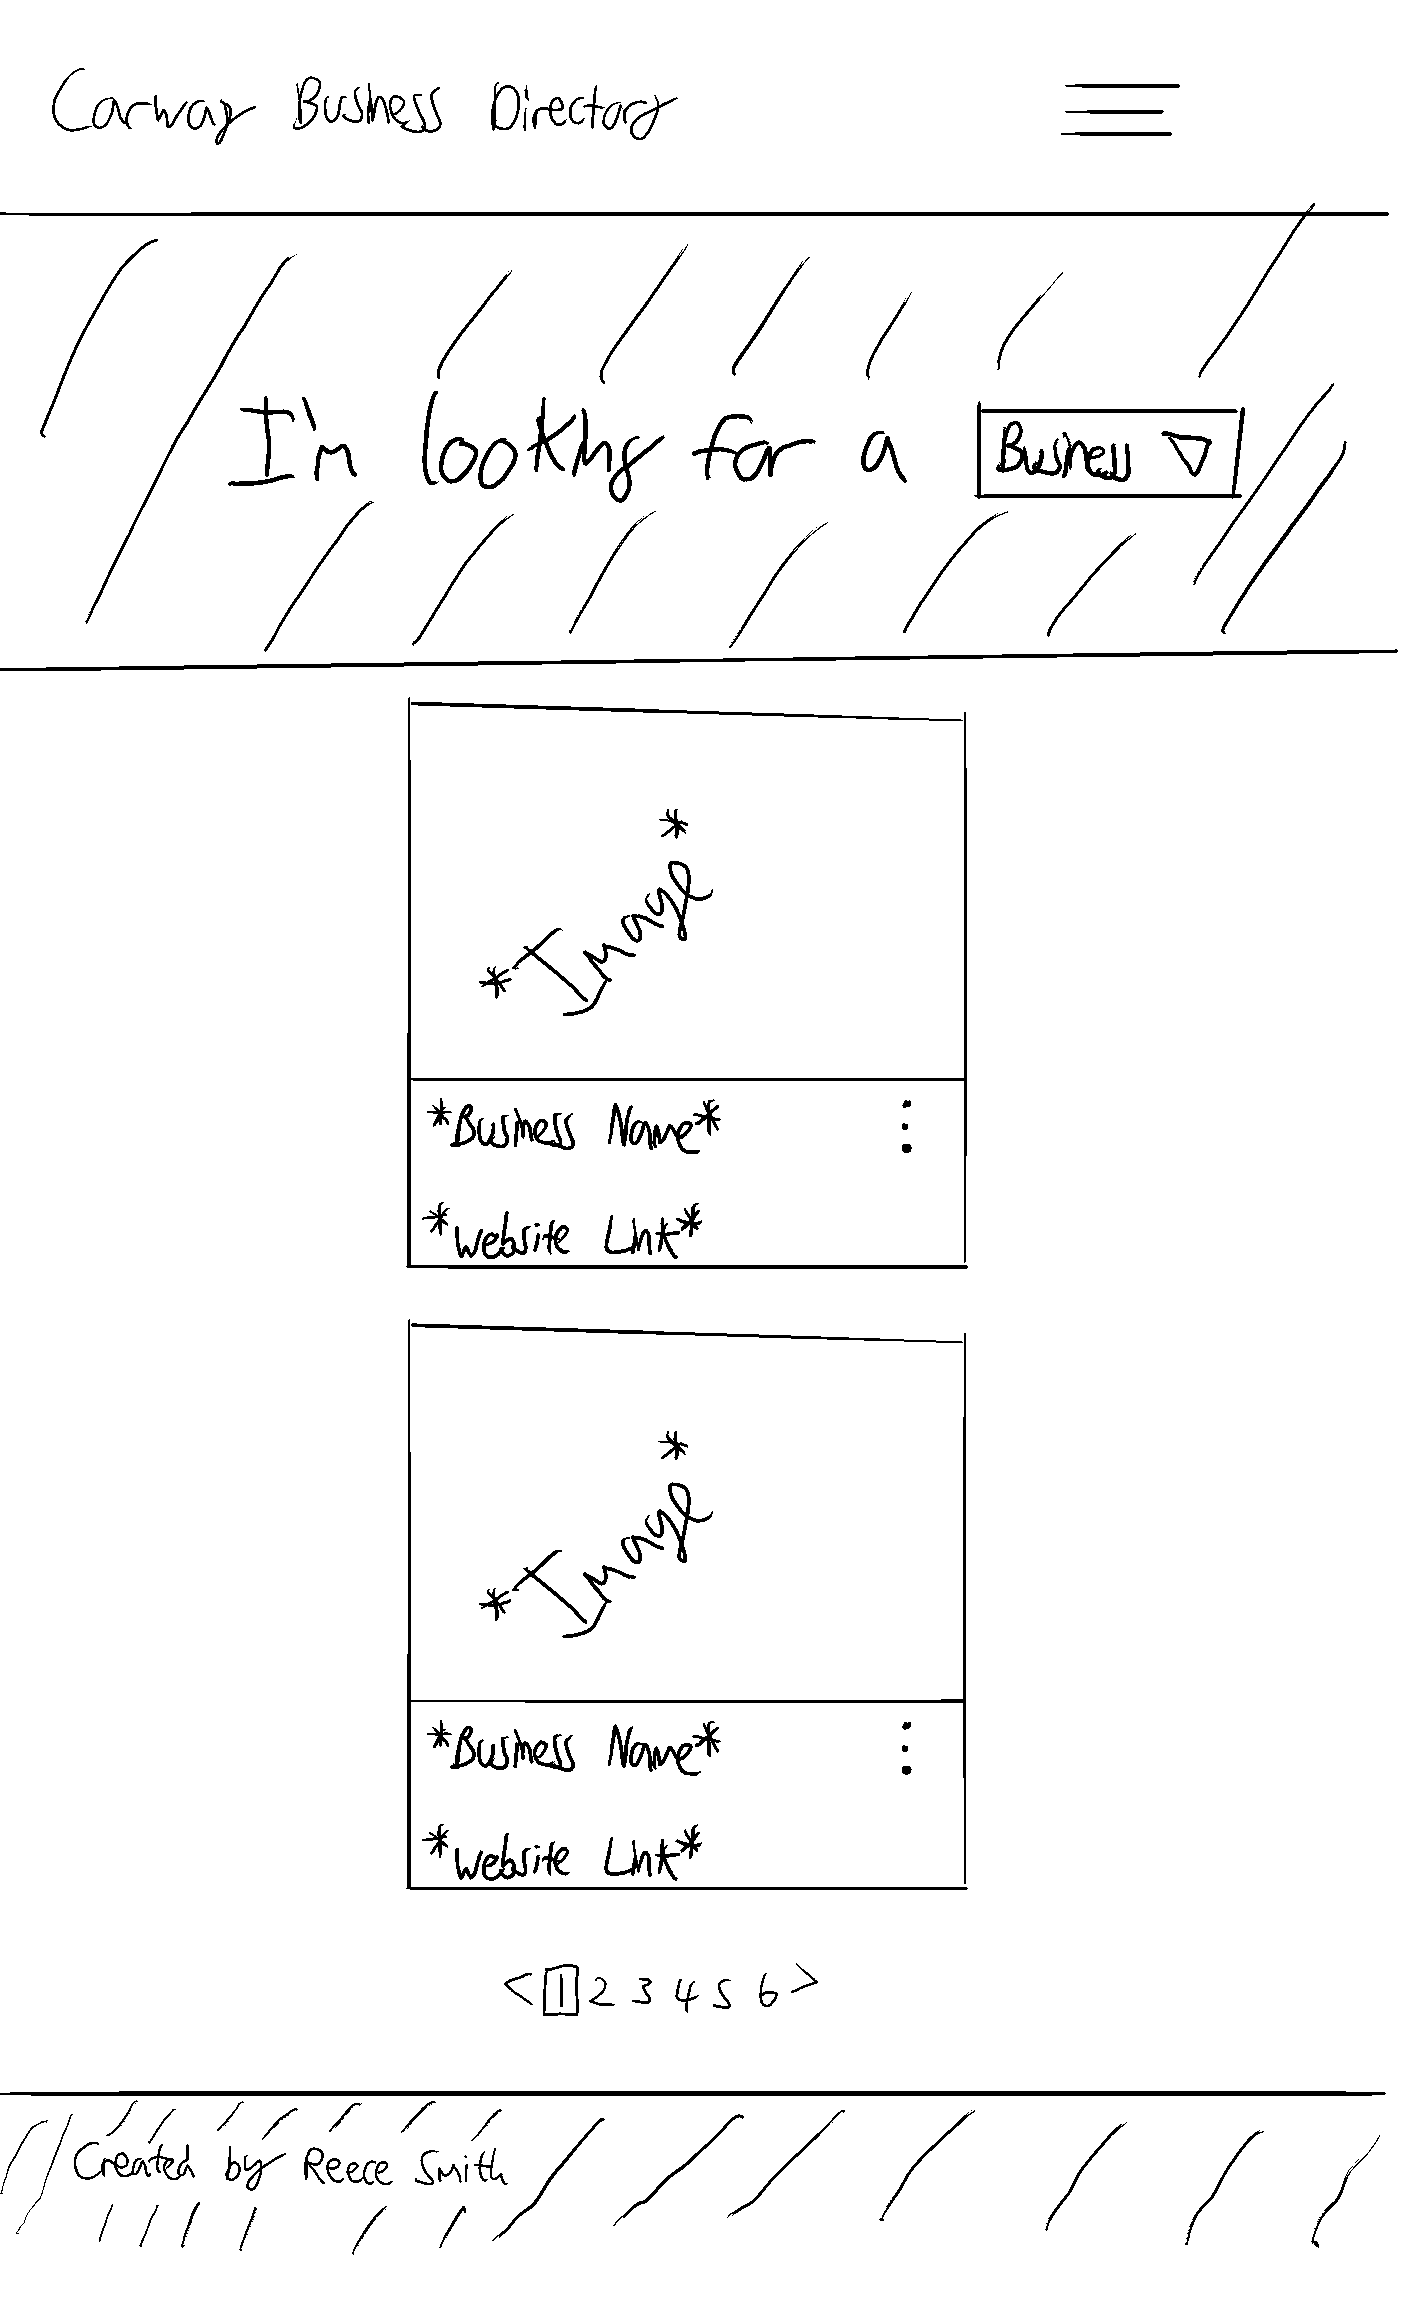 Carway Business Directory
I'm looking for a Business
*Image*
*Business Name*
*Website Link*
*Image*
*Business Name*
*Website Link*
< 1 2 3 4 5 6 >
Created by Reece Smith